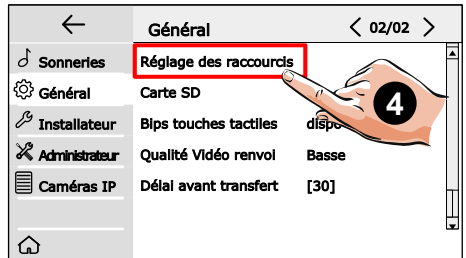 Général
02/02
Sonneries
Réglage des raccourcis
Général
Carte SD
Installateur
Bips touches tactiles
Administrateur
Qualité Vidéo renvoi Basse
Caméras IP
Délai avant transfert [30]
4